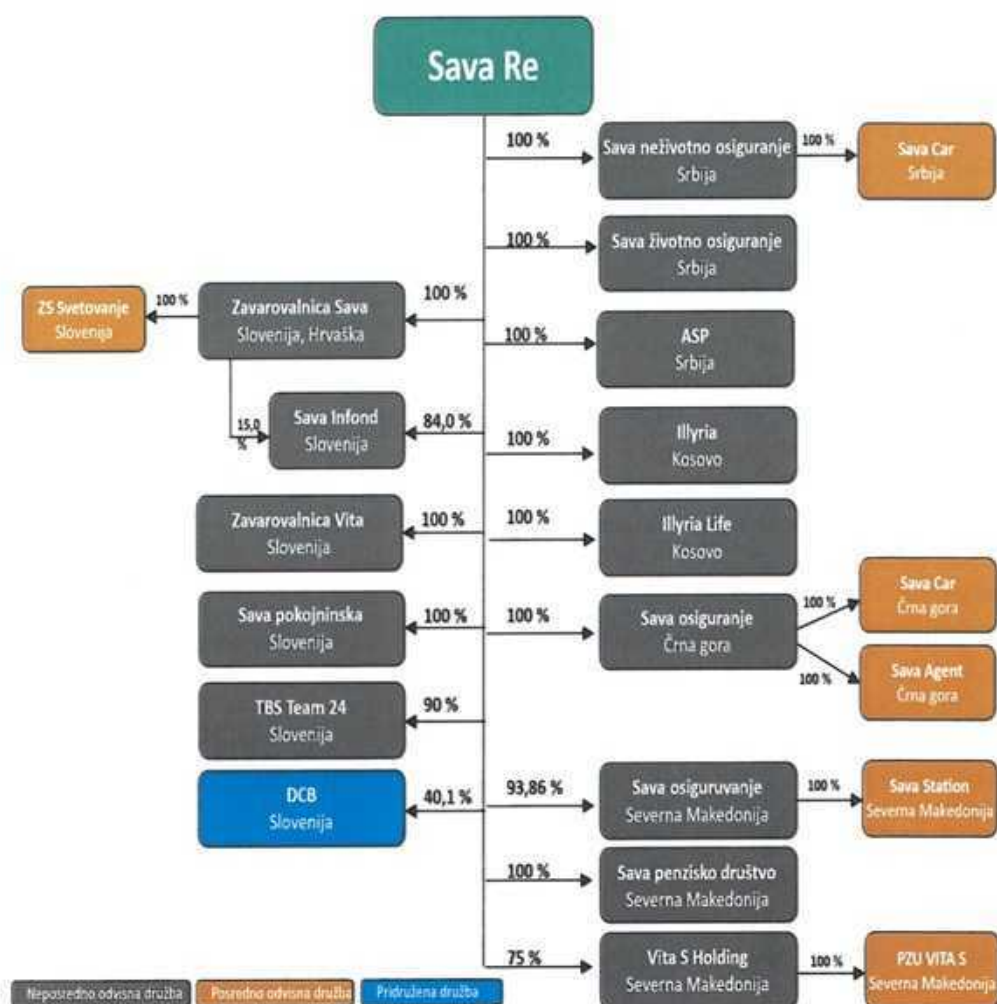 Sava Re
100 %
Sava neživotno osiguranje
Srbija
100 %
Sava Car
Srbija
100 %
Sava životno osiguranje
Srbija
ZS Svetovanje
Slovenija
100 %
Zavarovalnica Sava
Slovenija, Hrvaška
100 %
100 %
ASP
Srbija
15,0
%
Sava Infond
Slovenija
84,0 %
100 %
Illyria
Kosovo
Zavarovalnica Vita
Slovenija
100 %
100 %
Illyria Life
Kosovo
Sava pokojninska
Slovenija
100 %
100 %
Sava osiguranje
Črna gora
100 %
Sava Car
Črna gora
100 %
Sava Agent
Črna gora
TBS Team 24
Slovenija
90 %
DCB
Slovenija
40,1 %
93,86 %
Sava osiguruvanje
Severna Makedonija
100 %
Sava Station
Severna Makedonija
100 %
Sava penzisko društvo
Severna Makedonija
75 %
Vita S Holding
Severna Makedonija
100 %
PZU VITA S
Severna Makedonija
Neposredno odvisna družba
Posredno odvisna družba
Pridružena družba